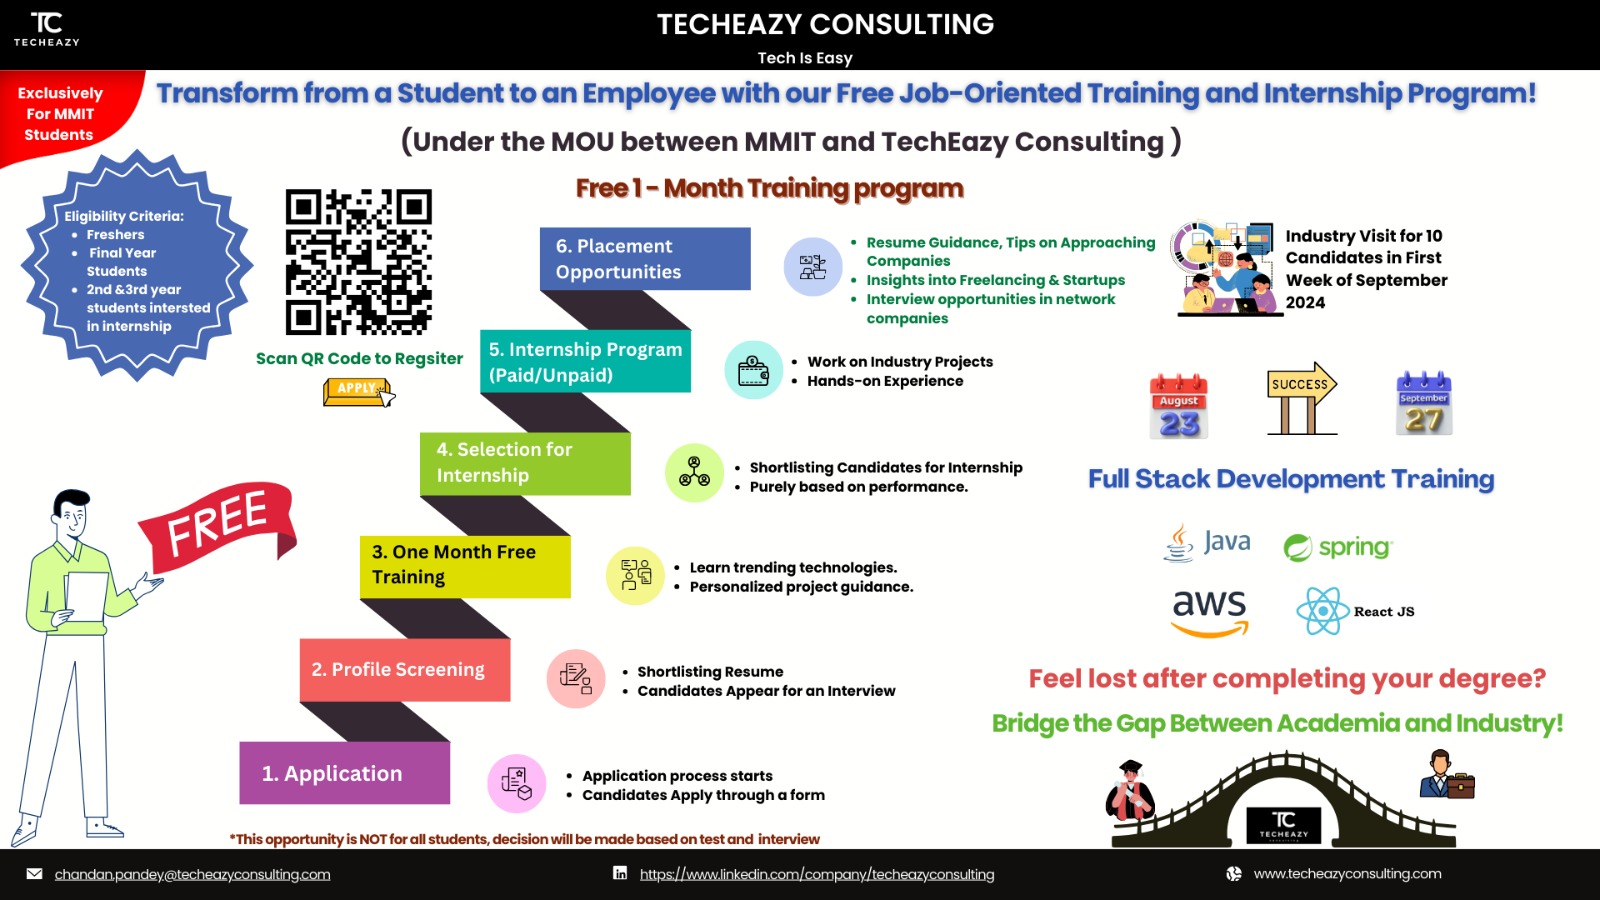 TC
TECHEAZY
TECHEAZY CONSULTING
Tech Is Easy
Exclusively
For MMIT
Students
Transform from a Student to an Employee with our Free Job-Oriented Training and Internship Program!
(Under the MOU between MMIT and TechEazy Consulting )
Free 1 - Month Training program
Eligibility Criteria:
• Freshers
• Final Year
Students
• 2nd &3rd year
students intersted
in internship
Scan QR Code to Regsiter
APPLY
6. Placement
Opportunities
• Resume Guidance, Tips on Approaching
Companies
• Insights into Freelancing & Startups
• Interview opportunities in network
companies
Industry Visit for 10
Candidates in First
Week of September
2024
5. Internship Program
(Paid/Unpaid)
• Work on Industry Projects
• Hands-on Experience
August
23
SUCCESS
September
27
4. Selection for
Internship
• Shortlisting Candidates for Internship
• Purely based on performance.
Full Stack Development Training
FREE
3. One Month Free
Training
• Learn trending technologies.
• Personalized project guidance.
Java
spring
aws
React JS
2. Profile Screening
• Shortlisting Resume
• Candidates Appear for an Interview
Feel lost after completing your degree?
Bridge the Gap Between Academia and Industry!
1. Application
• Application process starts
• Candidates Apply through a form
TC
TECHEAZY
consulting
*This opportunity is NOT for all students, decision will be made based on test and interview
chandan.pandey@techeazyconsulting.com
in
https://www.linkedin.com/company/techeazyconsulting
www.techeazyconsulting.com